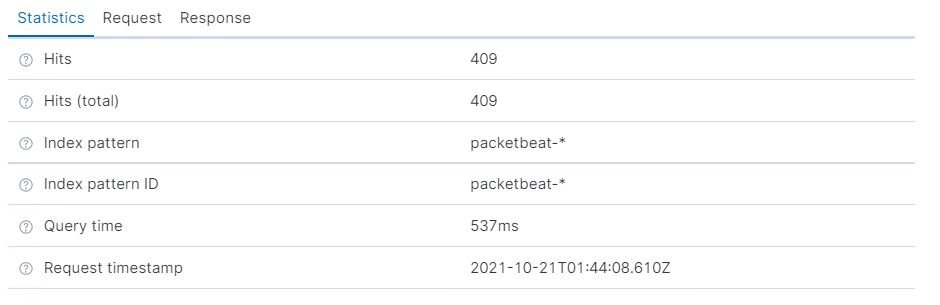 Statistics Request Response
Hits 409
Hits (total) 409
Index pattern packetbeat-*
Index pattern ID packetbeat-*
Query time 537ms
Request timestamp 2021-10-21T01:44:08.610Z